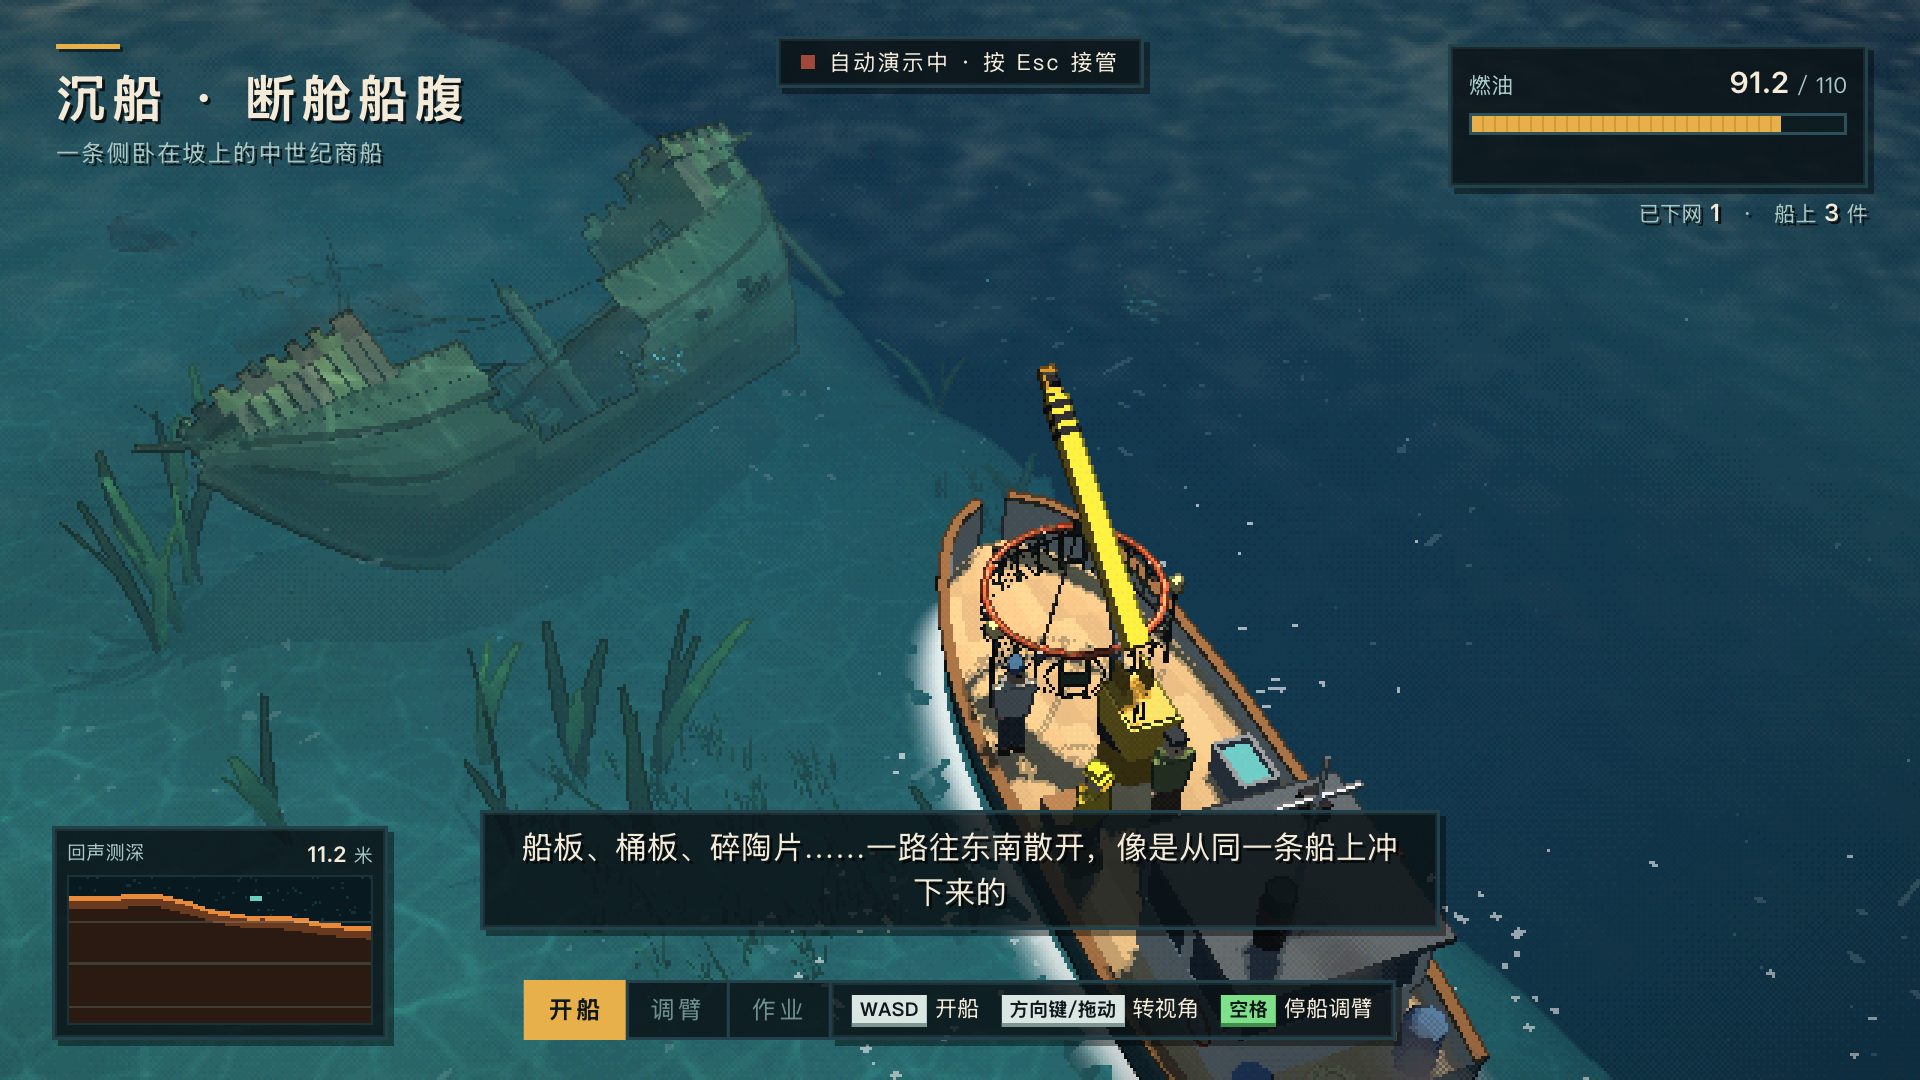 沉船 · 断舱船腹
一条侧卧在坡上的中世纪商船
自动演示中 · 按 Esc 接管
燃油 91.2 / 110
已下网 1 · 船上 3 件
船板、桶板、碎陶片……一路往东南散开，像是从同一条船上冲
下来的
回声测深 11.2 米
开船 调臂 作业 WASD 开船 方向键/拖动 转视角 空格 停船调臂